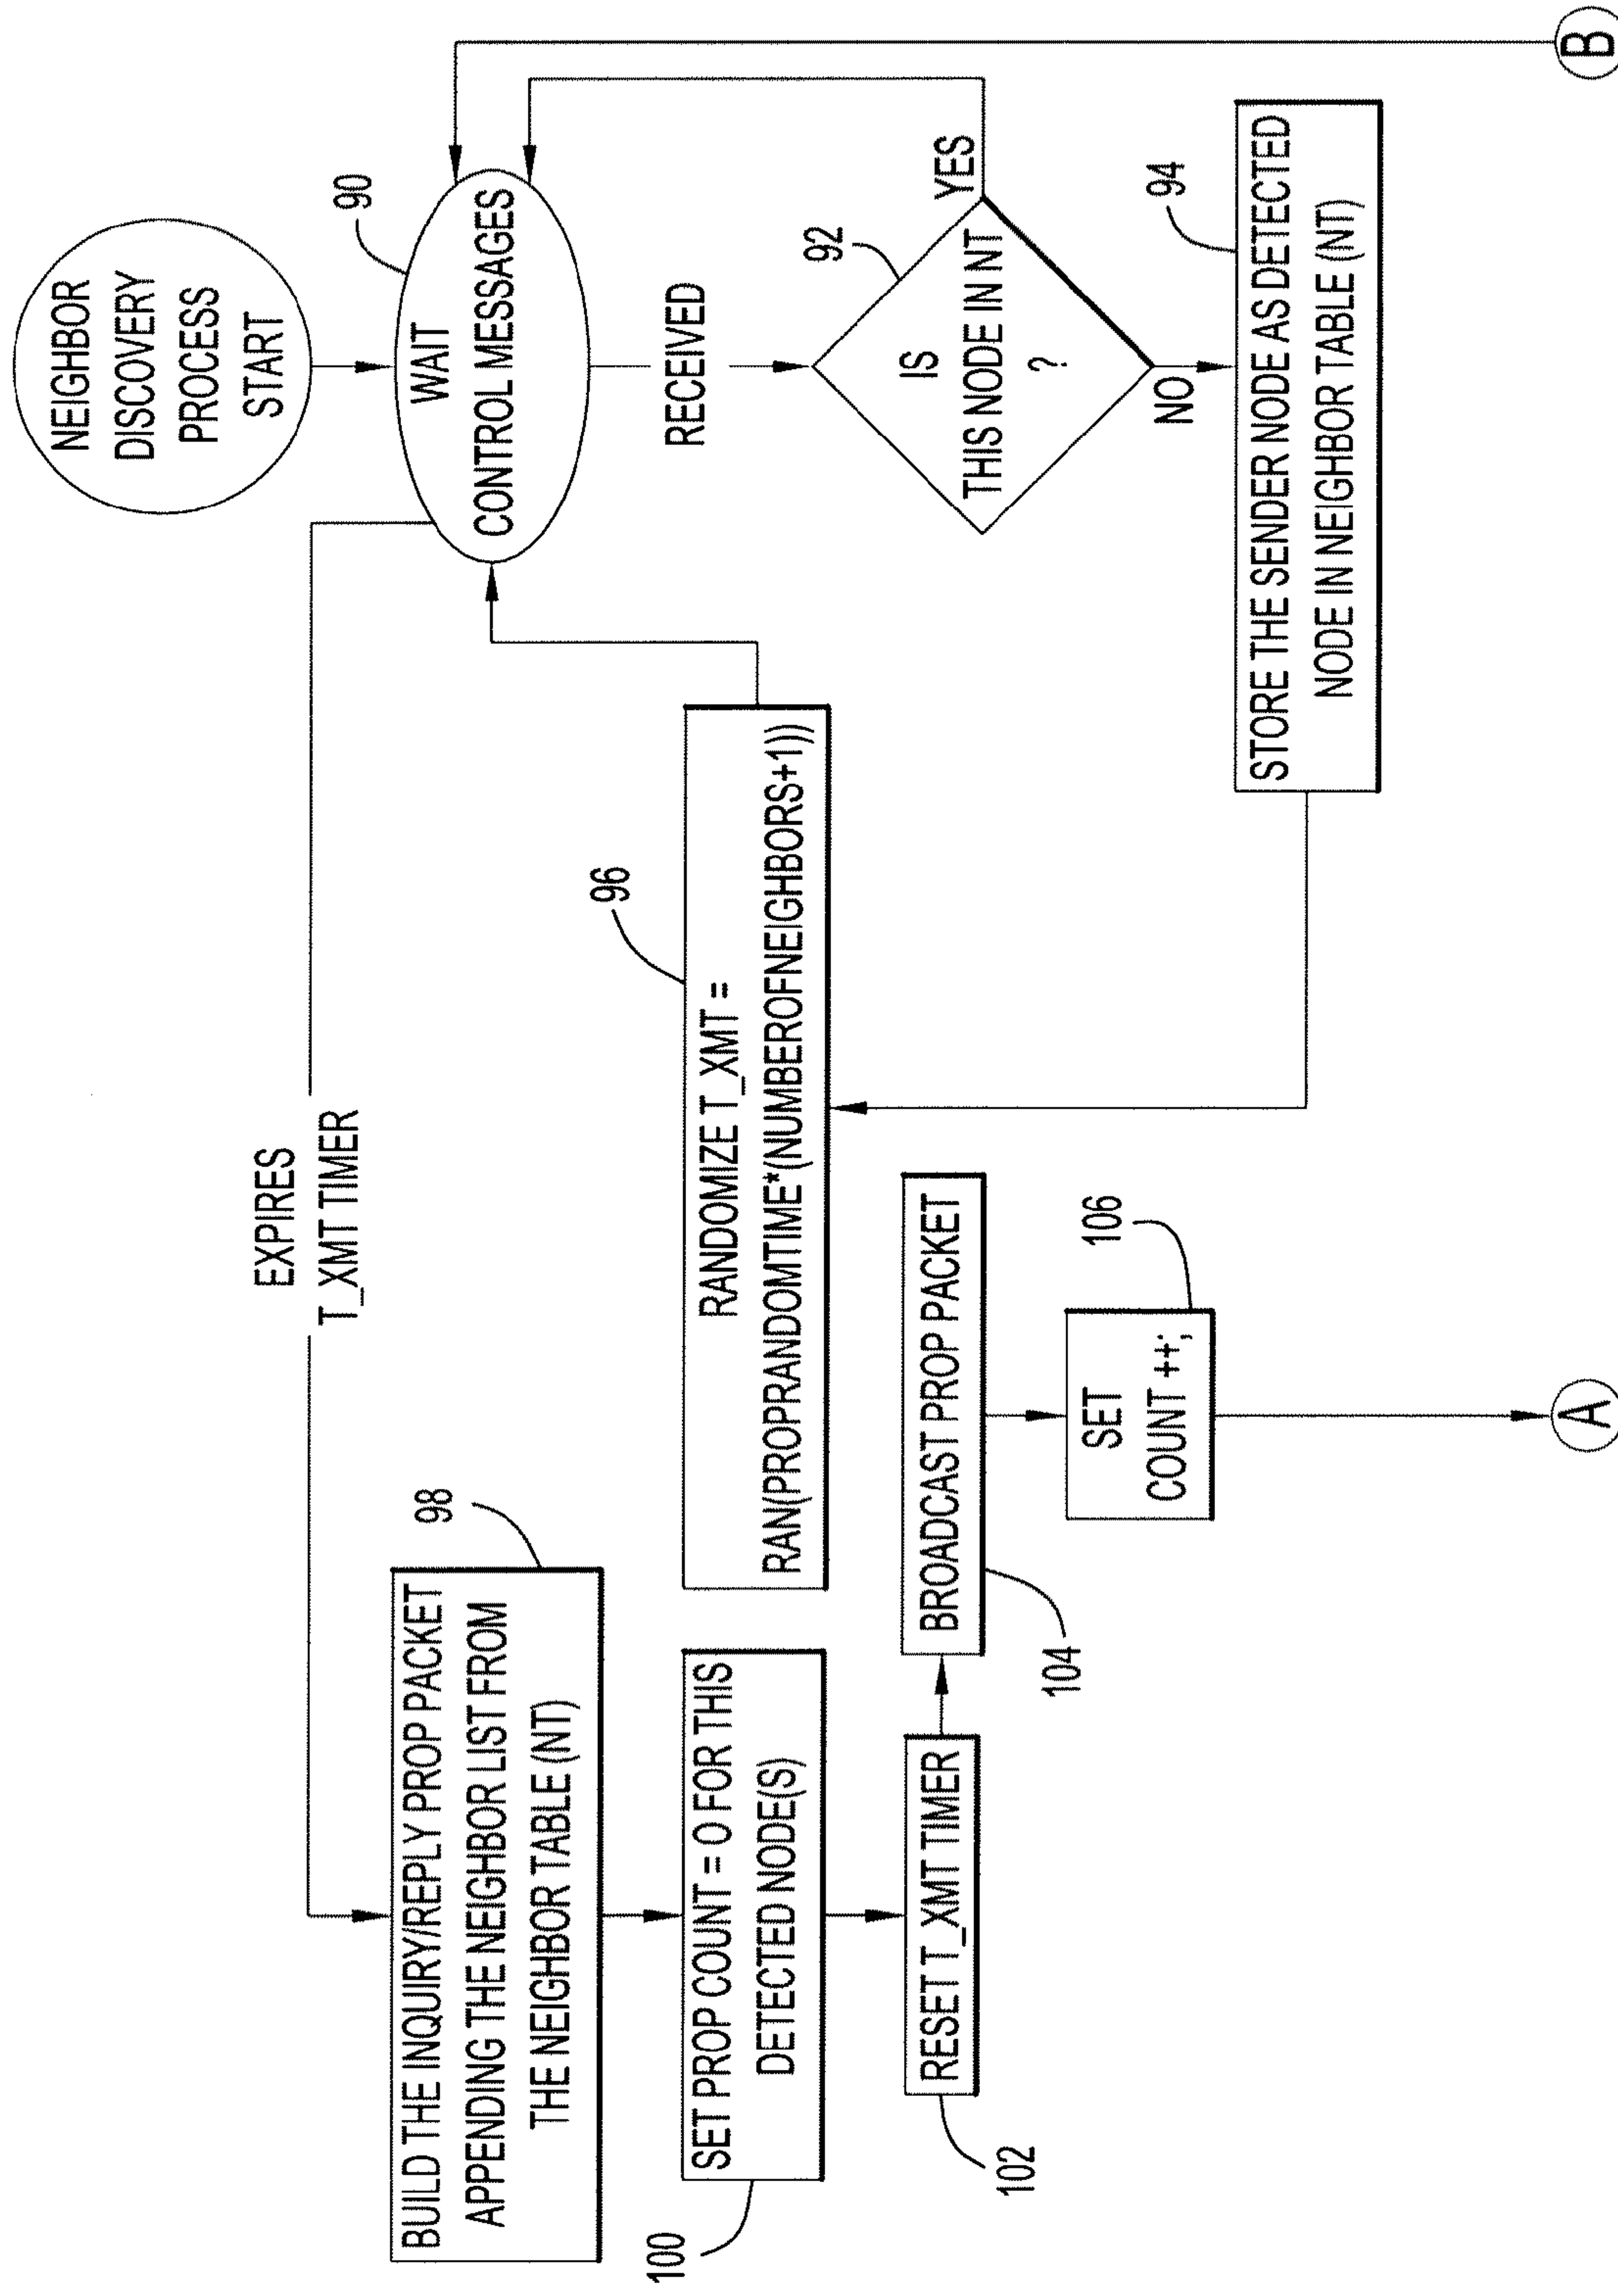 NEIGHBOR
DISCOVERY
PROCESS
START
90
WAIT
CONTROL MESSAGES
EXPIRES
T_XMT TIMER
RECEIVED
92
IS
THIS NODE IN NT
?
YES
NO
94
STORE THE SENDER NODE AS DETECTED
NODE IN NEIGHBOR TABLE (NT)
96
RANDOMIZE T_XMT =
RAN(PROPRANDOMTIME*(NUMBEROFNEIGHBORS+1))
98
BUILD THE INQUIRY/REPLY PROP PACKET
APPENDING THE NEIGHBOR LIST FROM
THE NEIGHBOR TABLE (NT)
100
SET PROP COUNT = 0 FOR THIS
DETECTED NODE(S)
102
RESET T_XMT TIMER
104
BROADCAST PROP PACKET
106
SET
COUNT ++;
A
B